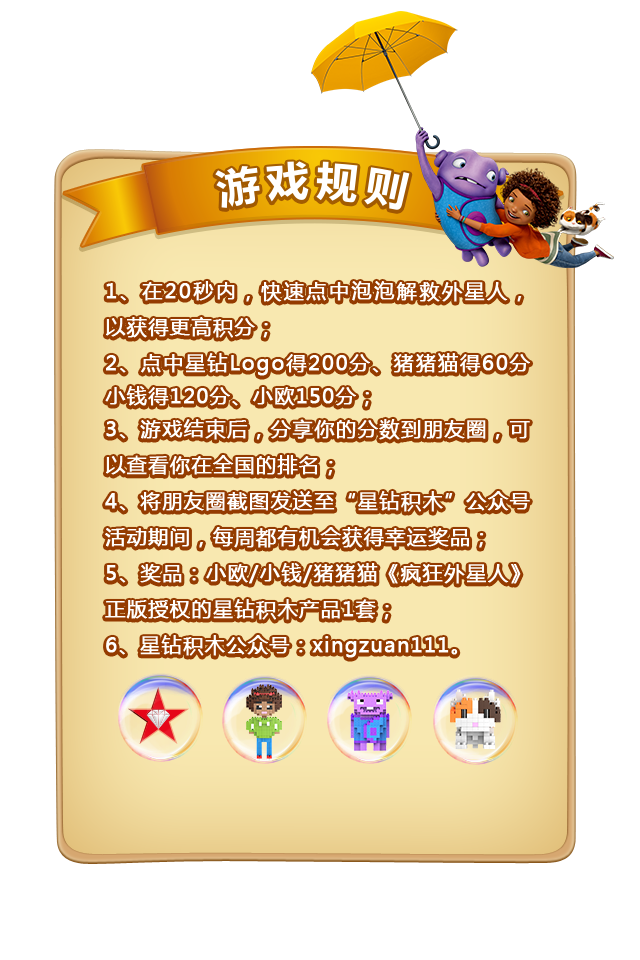 游戏规则
1、在20秒内，快速点中泡泡解救外星人，
以获得更高积分；
2、点中星钻Logo得200分、猪猪猫得60分
小钱得120分、小欧150分；
3、游戏结束后，分享你的分数到朋友圈，可
以查看你在全国的排名；
4、将朋友圈截图发送至“星钻积木”公众号
活动期间，每周都有机会获得幸运奖品；
5、奖品：小欧/小钱/猪猪猫《疯狂外星人》
正版授权的星钻积木产品1套；
6、星钻积木公众号：xingzuan111。